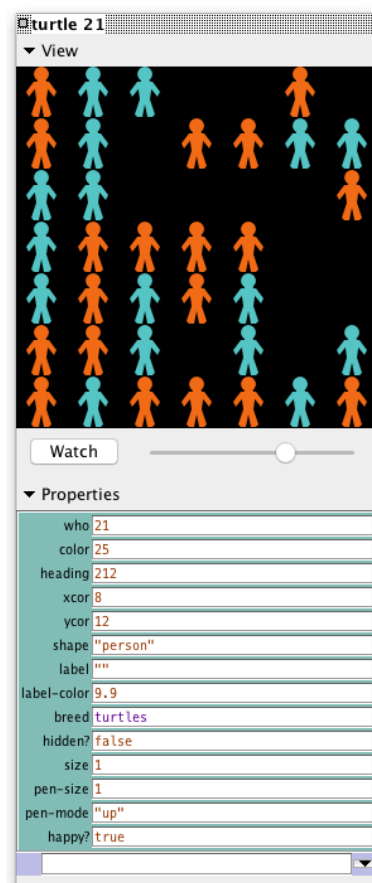 turtle 21
View
Watch
Properties
who 21
color 25
heading 212
xcor 8
ycor 12
shape "person"
label ""
label-color 9.9
breed turtles
hidden? false
size 1
pen-size 1
pen-mode "up"
happy? true